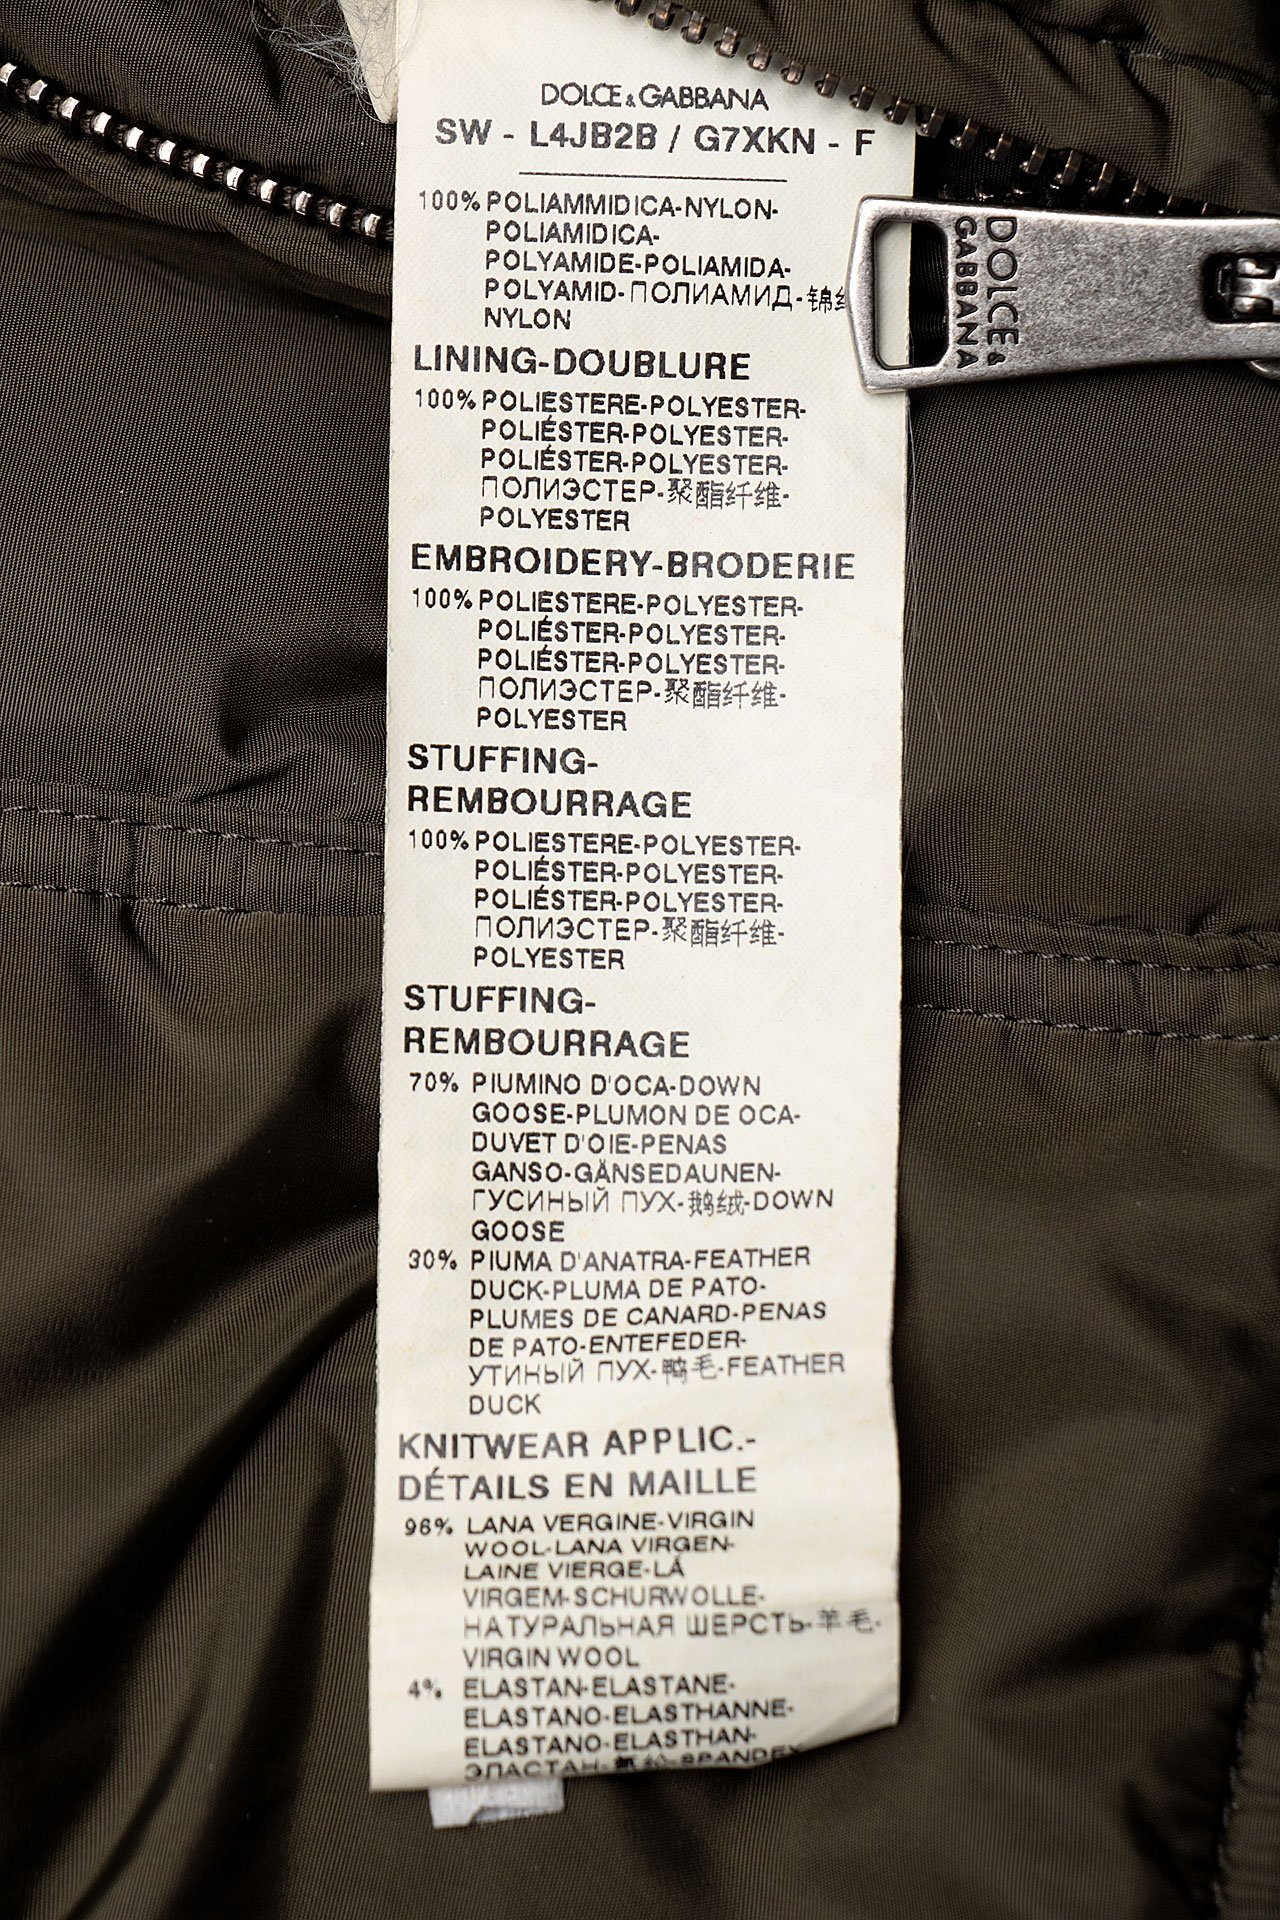 DOLCE & GABBANA
SW - L4JB2B / G7XKN - F
100% POLIAMMIDICA-NYLON-
POLIAMIDICA-
POLYAMIDE-POLIAMIDA-
POLYAMID-ПОЛИАМИД-锦
NYLON
LINING-DOUBLURE
100% POLIESTERE-POLYESTER-
POLIÉSTER-POLYESTER-
POLIÉSTER-POLYESTER-
ПОЛИЭСТЕР-聚酯纤维-
POLYESTER
EMBROIDERY-BRODERIE
100% POLIESTERE-POLYESTER-
POLIÉSTER-POLYESTER-
POLIÉSTER-POLYESTER-
ПОЛИЭСТЕР-聚酯纤维-
POLYESTER
STUFFING-
REMBOURRAGE
100% POLIESTERE-POLYESTER-
POLIÉSTER-POLYESTER-
POLIÉSTER-POLYESTER-
ПОЛИЭСТЕР-聚酯纤维-
POLYESTER
STUFFING-
REMBOURRAGE
70% PIUMINO D'OCA-DOWN
GOOSE-PLUMON DE OCA-
DUVET D'OIE-PENAS
GANSO-GÄNSEDAUNEN-
ГУСИНЫЙ ПУХ-鹅绒-DOWN
GOOSE
30% PIUMA D'ANATRA-FEATHER
DUCK-PLUMA DE PATO-
PLUMES DE CANARD-PENAS
DE PATO-ENTEFEDER-
УТИНЫЙ ПУХ-鸭毛-FEATHER
DUCK
KNITWEAR APPLIC.-
DÉTAILS EN MAILLE
96% LANA VERGINE-VIRGIN
WOOL-LANA VIRGEN-
LAINE VIERGE-LÁ
VIRGEM-SCHURWOLLE-
НАТУРАЛЬНАЯ ШЕРСТЬ-羊毛-
VIRGIN WOOL
4% ELASTAN-ELASTANE-
ELASTANO-ELASTHANNE-
ELASTANO-ELASTHAN-
ЭЛАСТАН-氨纶-SPANDEX
DOLCE &
GABBANA